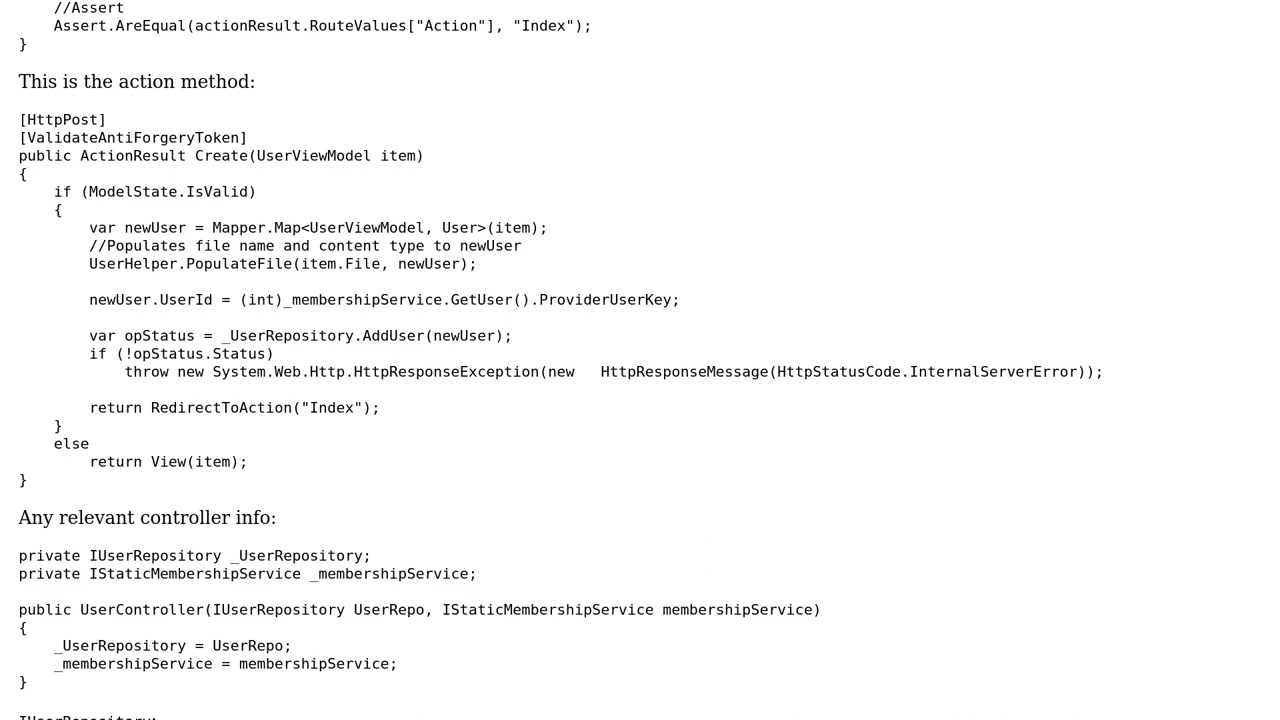 //Assert
    Assert.AreEqual(actionResult.RouteValues["Action"], "Index");
}
This is the action method:
[HttpPost]
[ValidateAntiForgeryToken]
public ActionResult Create(UserViewModel item)
{
    if (ModelState.IsValid)
    {
        var newUser = Mapper.Map<UserViewModel, User>(item);
        //Populates file name and content type to newUser
        UserHelper.PopulateFile(item.File, newUser);

        newUser.UserId = (int)_membershipService.GetUser().ProviderUserKey;

        var opStatus = _UserRepository.AddUser(newUser);
        if (!opStatus.Status)
            throw new System.Web.Http.HttpResponseException(new   HttpResponseMessage(HttpStatusCode.InternalServerError));

        return RedirectToAction("Index");
    }
    else
        return View(item);
}
Any relevant controller info:
private IUserRepository _UserRepository;
private IStaticMembershipService _membershipService;

public UserController(IUserRepository UserRepo, IStaticMembershipService membershipService)
{
    _UserRepository = UserRepo;
    _membershipService = membershipService;
}

IUserRepository: